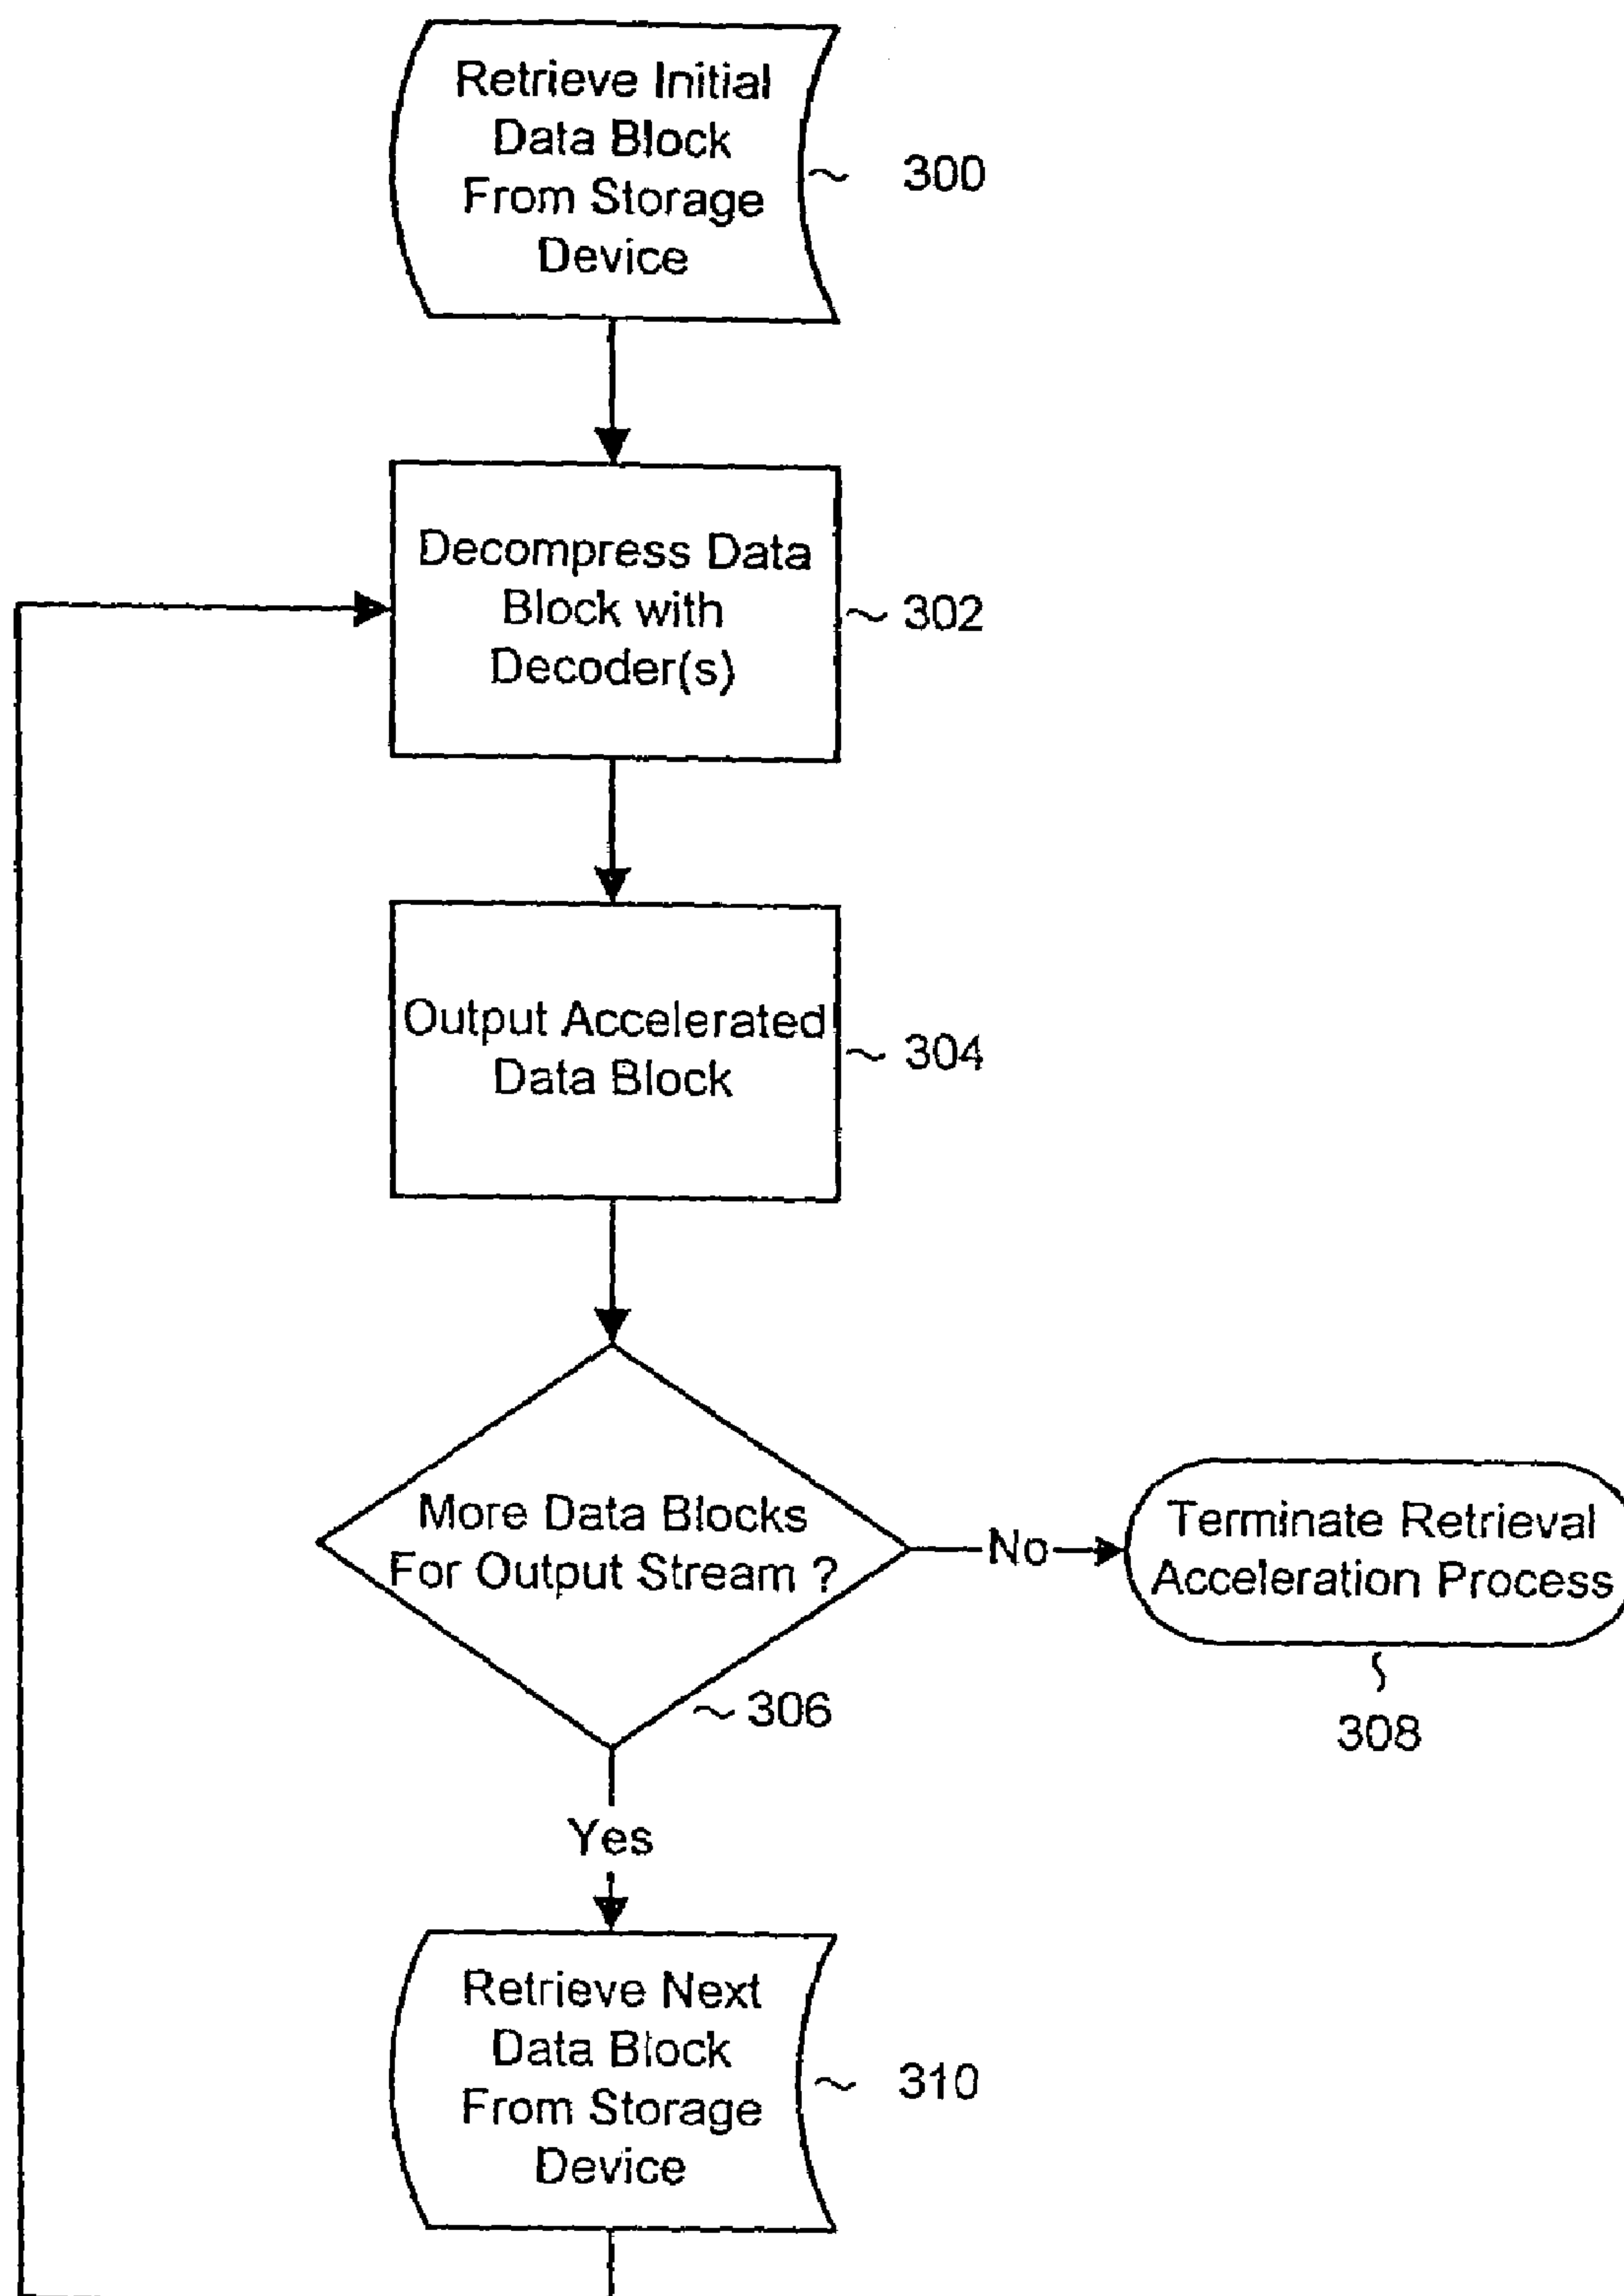 Retrieve Initial
Data Block
From Storage
Device
300
Decompress Data
Block with
Decoder(s)
302
Output Accelerated
Data Block
304
More Data Blocks
For Output Stream ?
306
No
Terminate Retrieval
Acceleration Process
308
Yes
Retrieve Next
Data Block
From Storage
Device
310